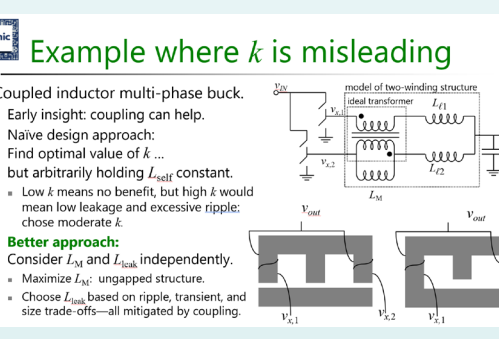 nic
Example where k is misleading
Coupled inductor multi-phase buck.
Early insight: coupling can help.
Naïve design approach:
Find optimal value of k ...
but arbitrarily holding Lself constant.
Low k means no benefit, but high k would
mean low leakage and excessive ripple:
chose moderate k.
Better approach:
Consider LM and Lleak independently.
Maximize LM: ungapped structure.
Choose Lleak based on ripple, transient, and
size trade-offs—all mitigated by coupling.
vIN
model of two-winding structure
ideal transformer
Lℓ1
vx,1
vx,2
Lℓ2
LM
vout
vout
vx,1
vx,2
vx,1